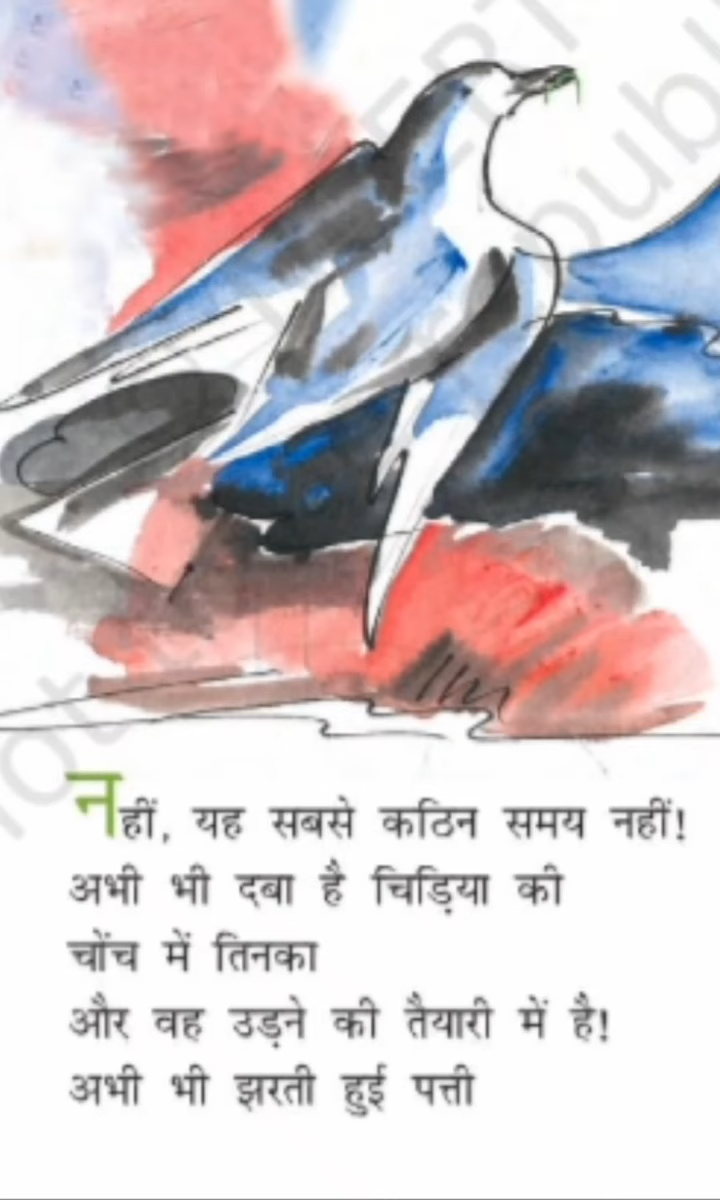 नहीं, यह सबसे कठिन समय नहीं!
अभी भी दबा है चिड़िया की
चोंच में तिनका
और वह उड़ने की तैयारी में है!
अभी भी झरती हुई पत्ती